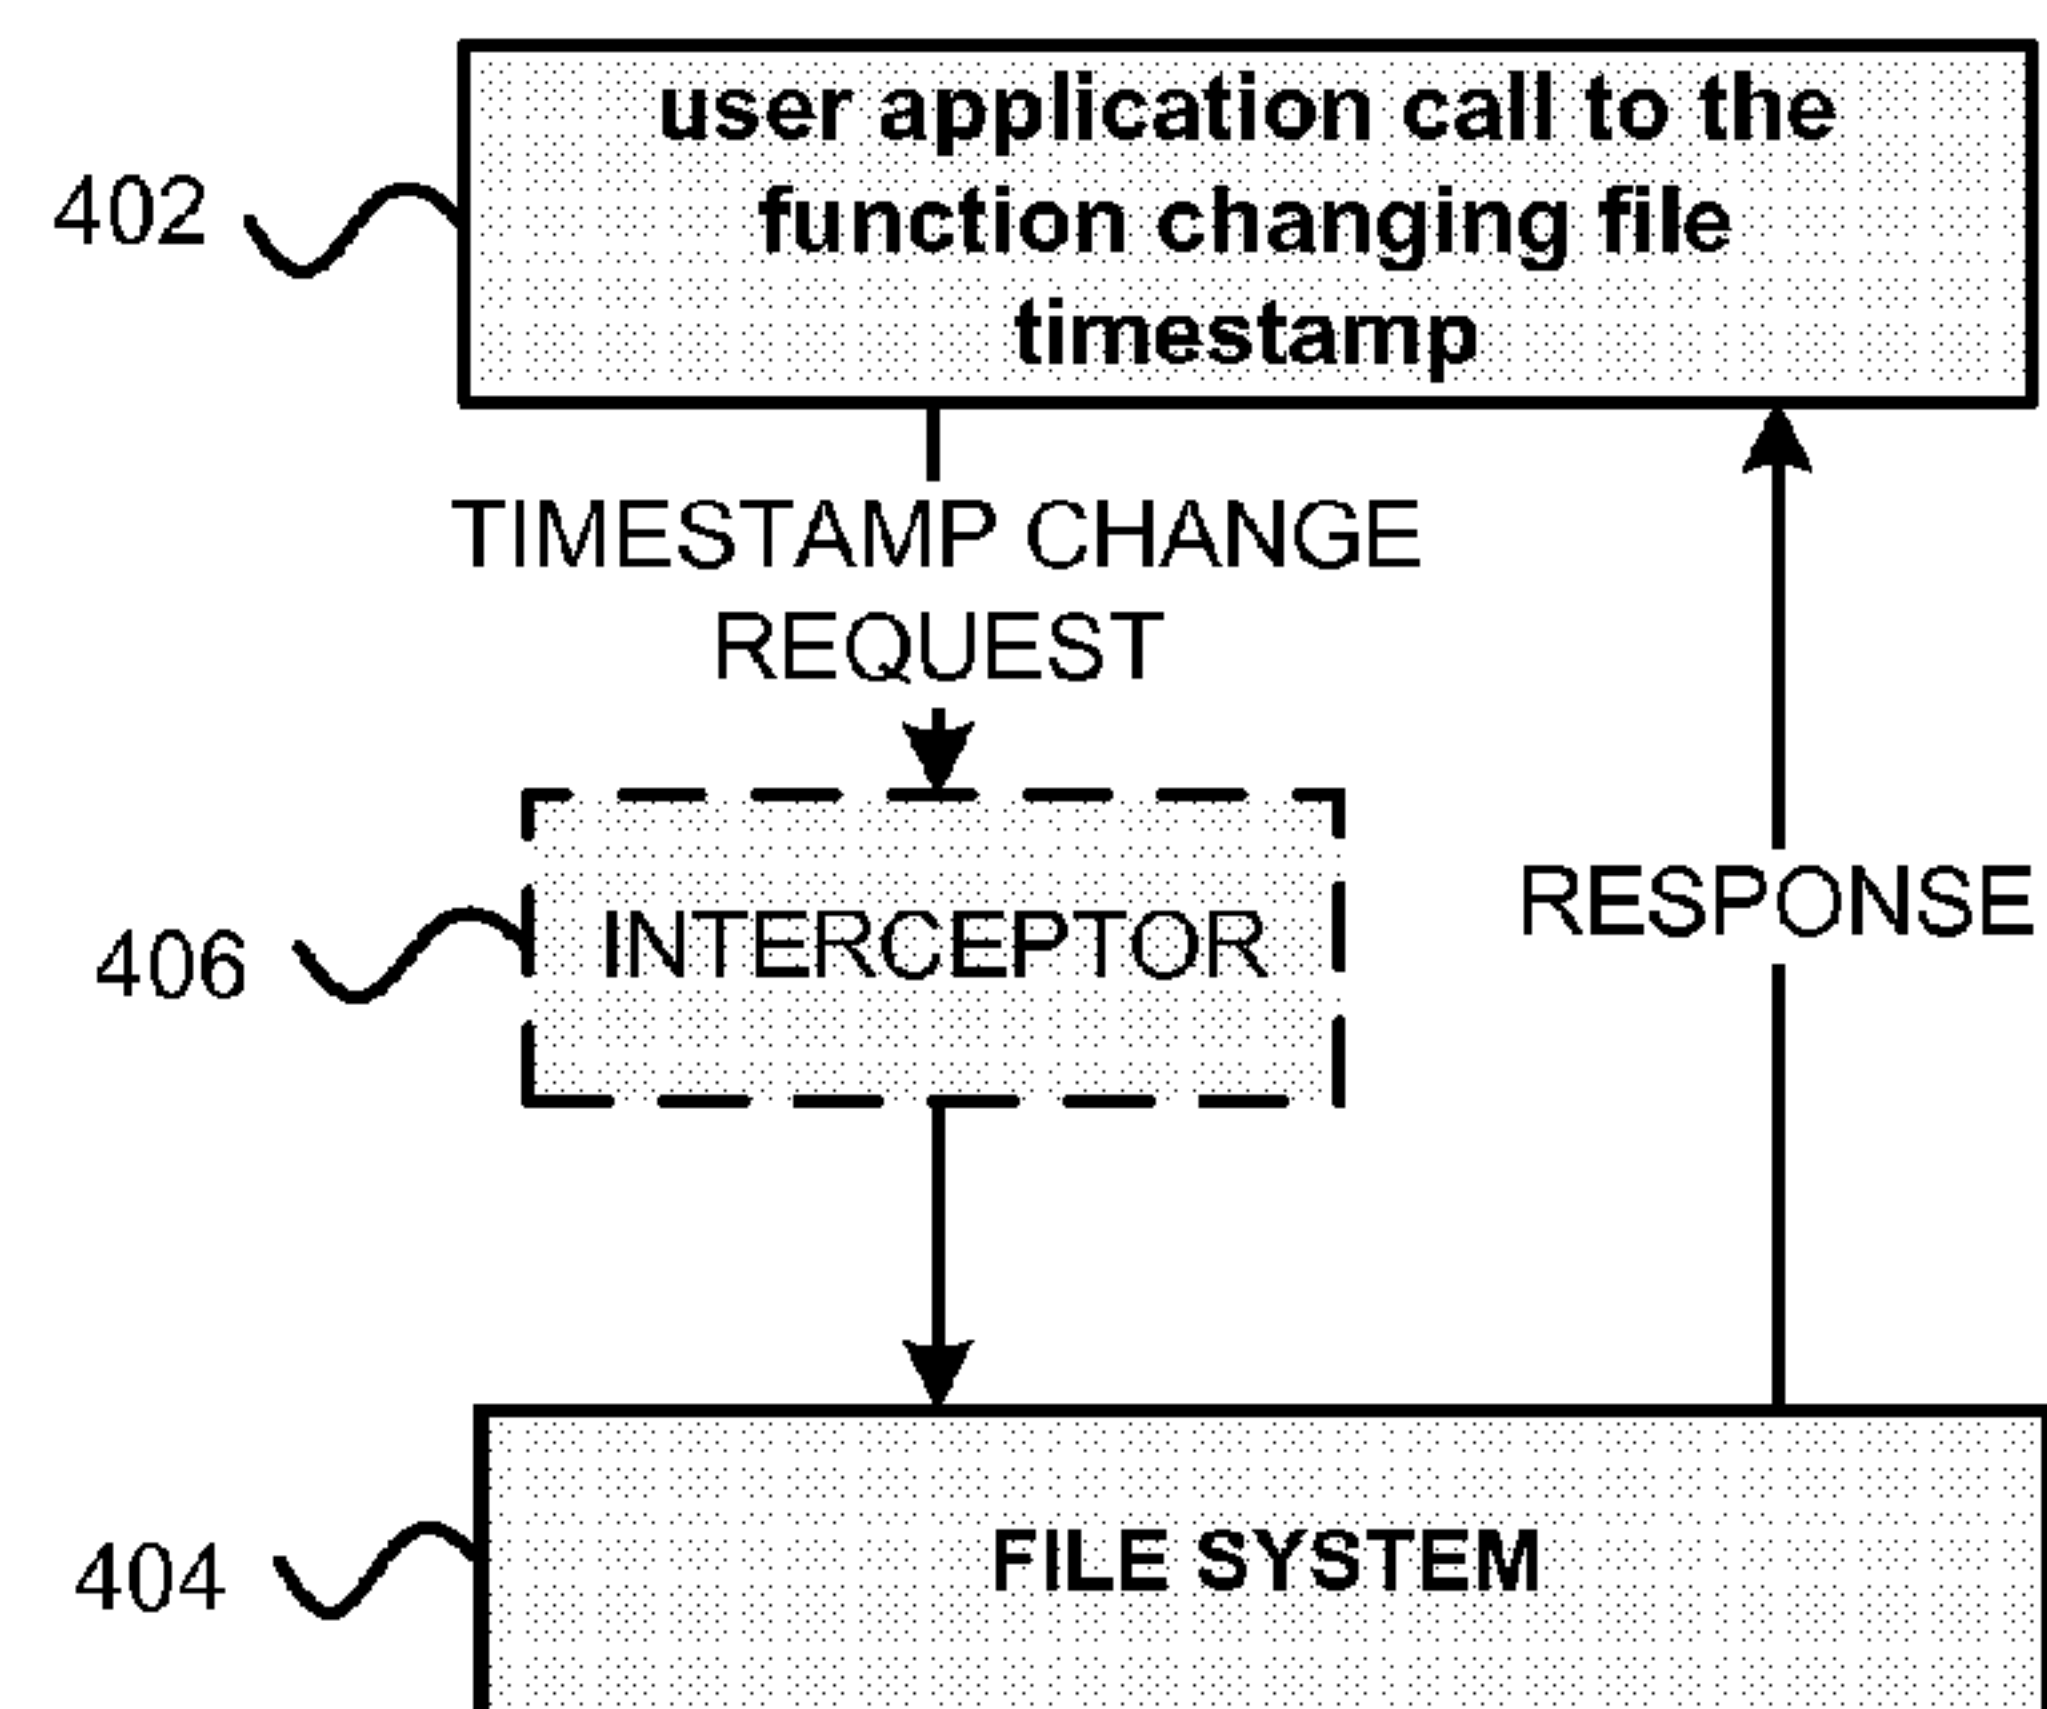 user application call to the
402
function changing file
timestamp
TIMESTAMP CHANGE
REQUEST
RESPONSE
406
INTERCEPTOR
404
FILE SYSTEM